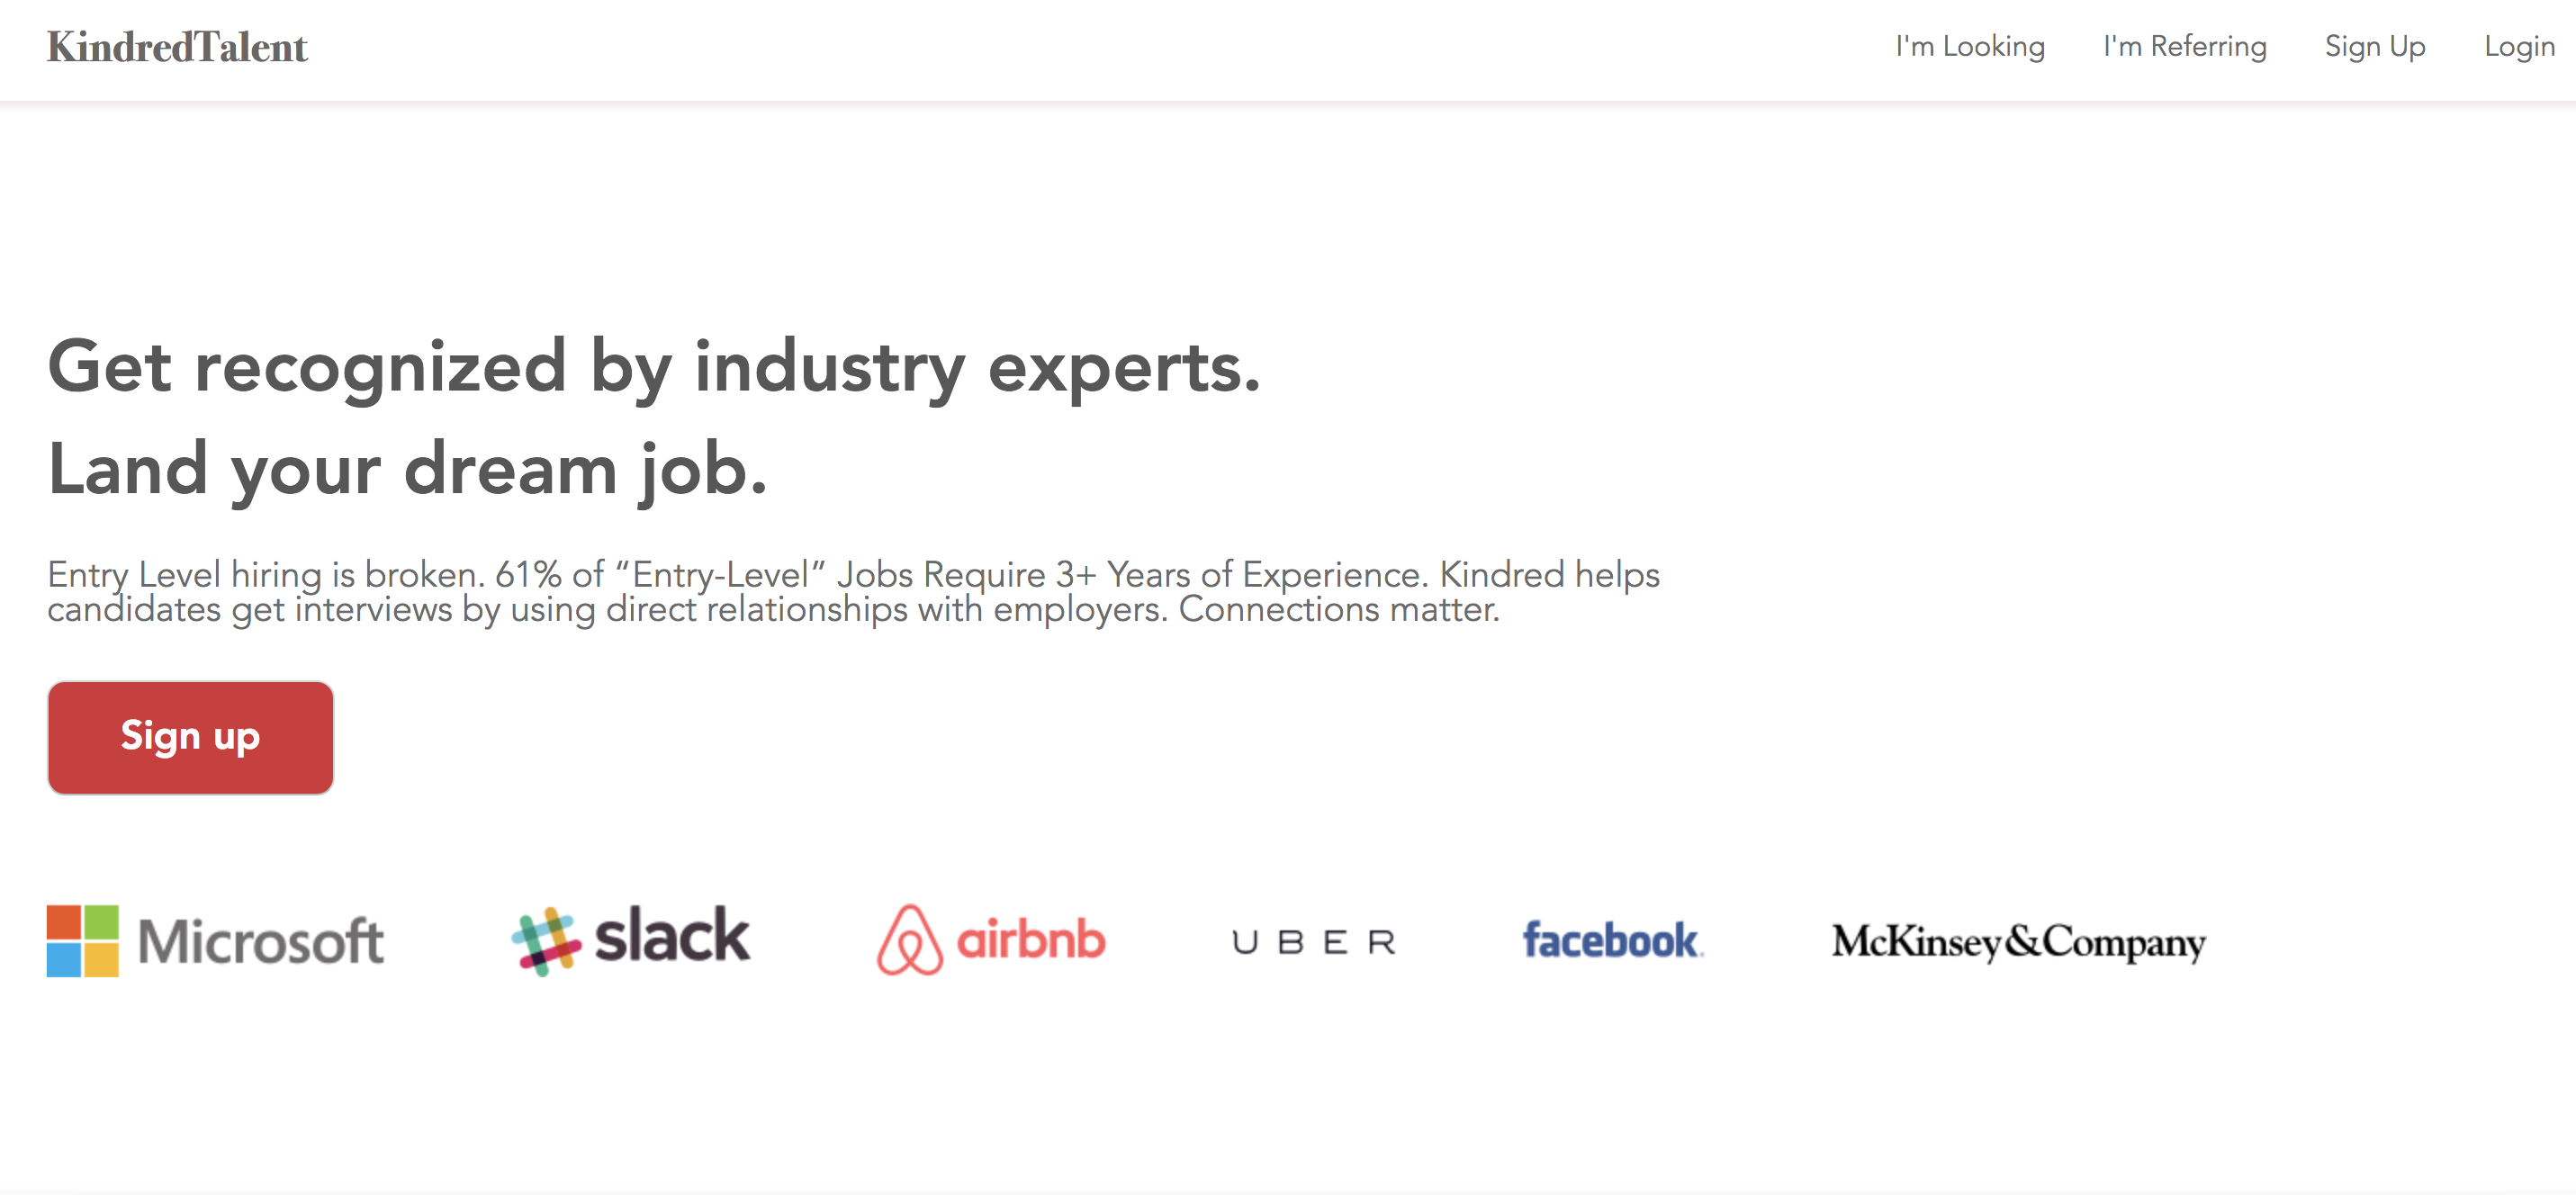 KindredTalent
I'm Looking
I'm Referring
Sign Up
Login
Get recognized by industry experts.
Land your dream job.
Entry Level hiring is broken. 61% of “Entry-Level” Jobs Require 3+ Years of Experience. Kindred helps
candidates get interviews by using direct relationships with employers. Connections matter.
Sign up
Microsoft
slack
airbnb
UBER
facebook.
McKinsey&Company